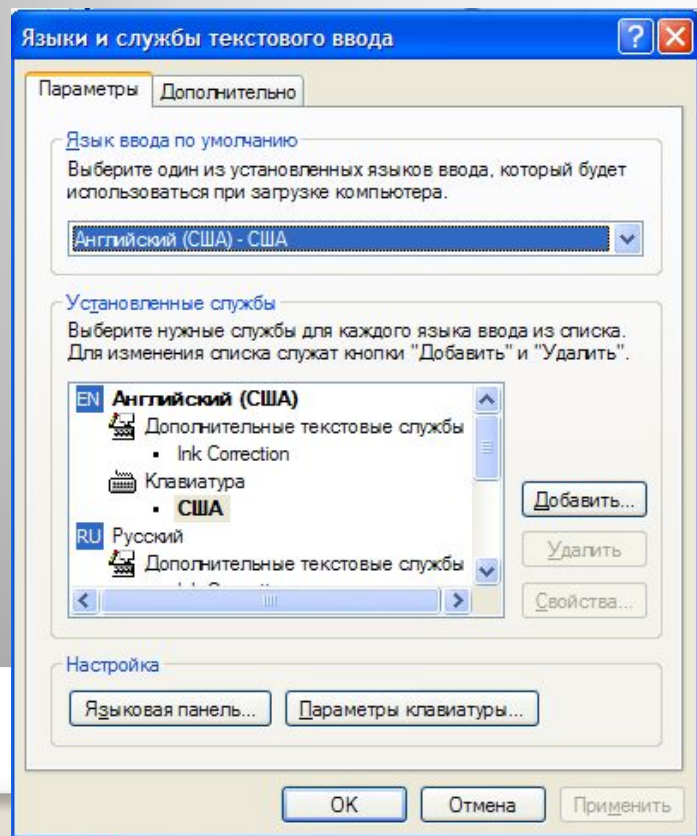 Языки и службы текстового ввода
Параметры
Дополнительно
Язык ввода по умолчанию
Выберите один из установленных языков ввода, который будет
использоваться при загрузке компьютера.
Английский (США) - США
Установленные службы
Выберите нужные службы для каждого языка ввода из списка.
Для изменения списка служат кнопки "Добавить" и "Удалить".
EN Английский (США)
Дополнительные текстовые службы
Ink Correction
Клавиатура
США
RU Русский
Дополнительные текстовые службы
Добавить...
Удалить
Свойства...
Настройка
Языковая панель...
Параметры клавиатуры...
OK
Отмена
Применить